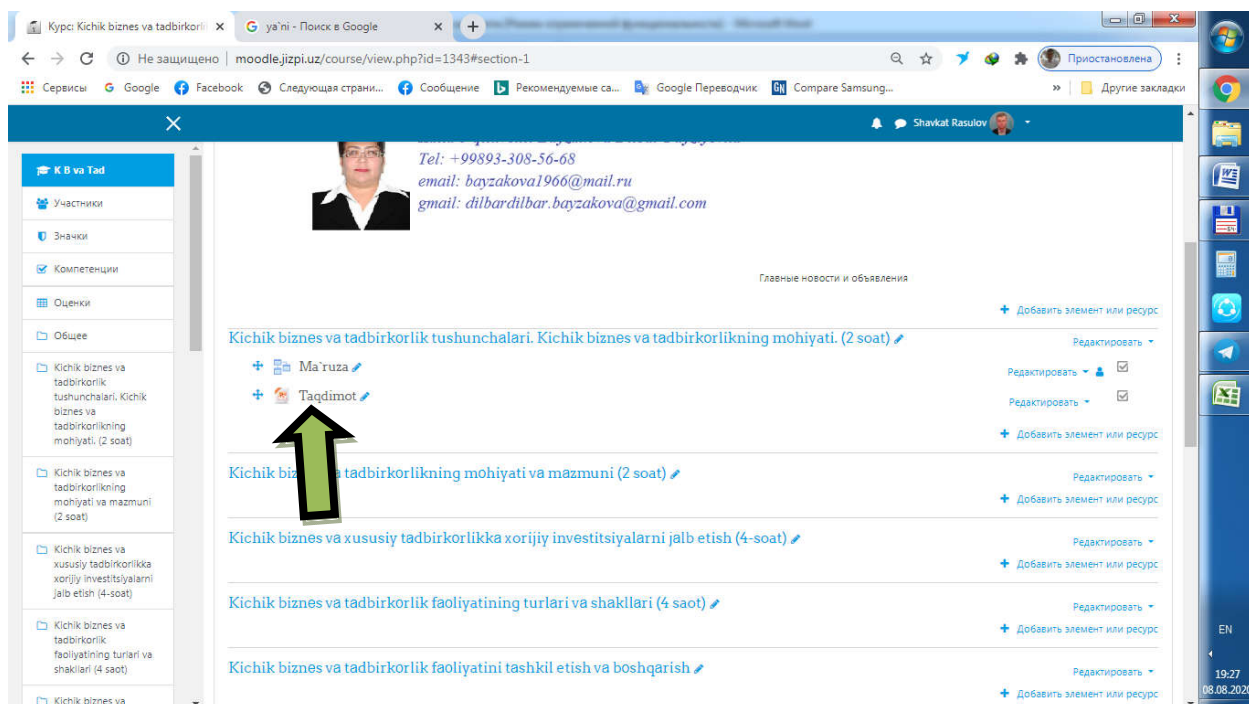 Курс: Kichik biznes va tadbirkorli
ya`ni - Поиск в Google
Не защищено | moodle.jizpi.uz/course/view.php?id=1343#section-1
Приостановлена
Сервисы
Google
Facebook
Следующая страни...
Сообщение
Рекомендуемые са...
Google Переводчик
Compare Samsung...
»
Другие закладки
Shavkat Rasulov
Tel: +99893-308-56-68
email: bayzakova1966@mail.ru
gmail: dilbardilbar.bayzakova@gmail.com
K B va Tad
Участники
Значки
Компетенции
Оценки
Общее
Kichik biznes va
tadbirkorlik
tushunchalari. Kichik
biznes va
tadbirkorlikning
mohiyati. (2 soat)
Kichik biznes va
tadbirkorlikning
mohiyati va mazmuni
(2 soat)
Kichik biznes va
xususiy tadbirkorlikka
xorijiy investitsiyalarni
jalb etish (4-soat)
Kichik biznes va
tadbirkorlik
faoliyatining turlari va
shakllari (4 saot)
Kichik biznes va
Главные новости и объявления
Добавить элемент или ресурс
Kichik biznes va tadbirkorlik tushunchalari. Kichik biznes va tadbirkorlikning mohiyati. (2 soat)
Редактировать
Ma`ruza
Редактировать
Taqdimot
Редактировать
Добавить элемент или ресурс
Kichik biz tadbirkorlikning mohiyati va mazmuni (2 soat)
Редактировать
Добавить элемент или ресурс
Kichik biznes va xususiy tadbirkorlikka xorijiy investitsiyalarni jalb etish (4-soat)
Редактировать
Добавить элемент или ресурс
Kichik biznes va tadbirkorlik faoliyatining turlari va shakllari (4 saot)
Редактировать
Добавить элемент или ресурс
Kichik biznes va tadbirkorlik faoliyatini tashkil etish va boshqarish
Редактировать
Добавить элемент или ресурс
EN
19:27
08.08.2020